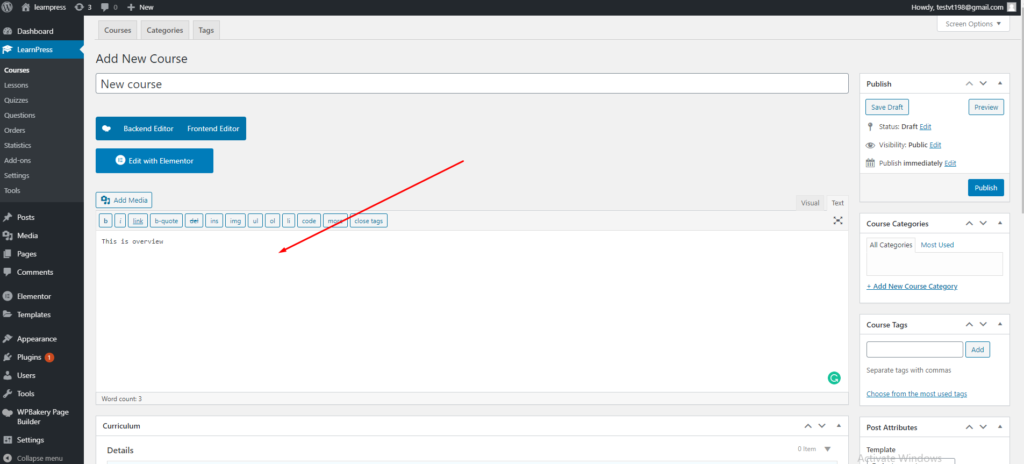 learnpress 3 0 + New Howdy, testvt198@gmail.com
Screen Options
Courses Categories Tags
Add New Course
New course
Backend Editor Frontend Editor
Edit with Elementor
Add Media
Visual Text
b i link b-quote del ins img ul ol li code more close tags
This is overview
Word count: 3
Curriculum
Details 0 Item
Dashboard
LearnPress
Courses
Lessons
Quizzes
Questions
Orders
Statistics
Add-ons
Settings
Tools
Posts
Media
Pages
Comments
Elementor
Templates
Appearance
Plugins 1
Users
Tools
WPBakery Page
Builder
Settings
Collapse menu
Publish
Save Draft Preview
Status: Draft Edit
Visibility: Public Edit
Publish immediately Edit
Publish
Course Categories
All Categories Most Used
+ Add New Course Category
Course Tags
Add
Separate tags with commas
Choose from the most used tags
Post Attributes
Template
Activate Windows